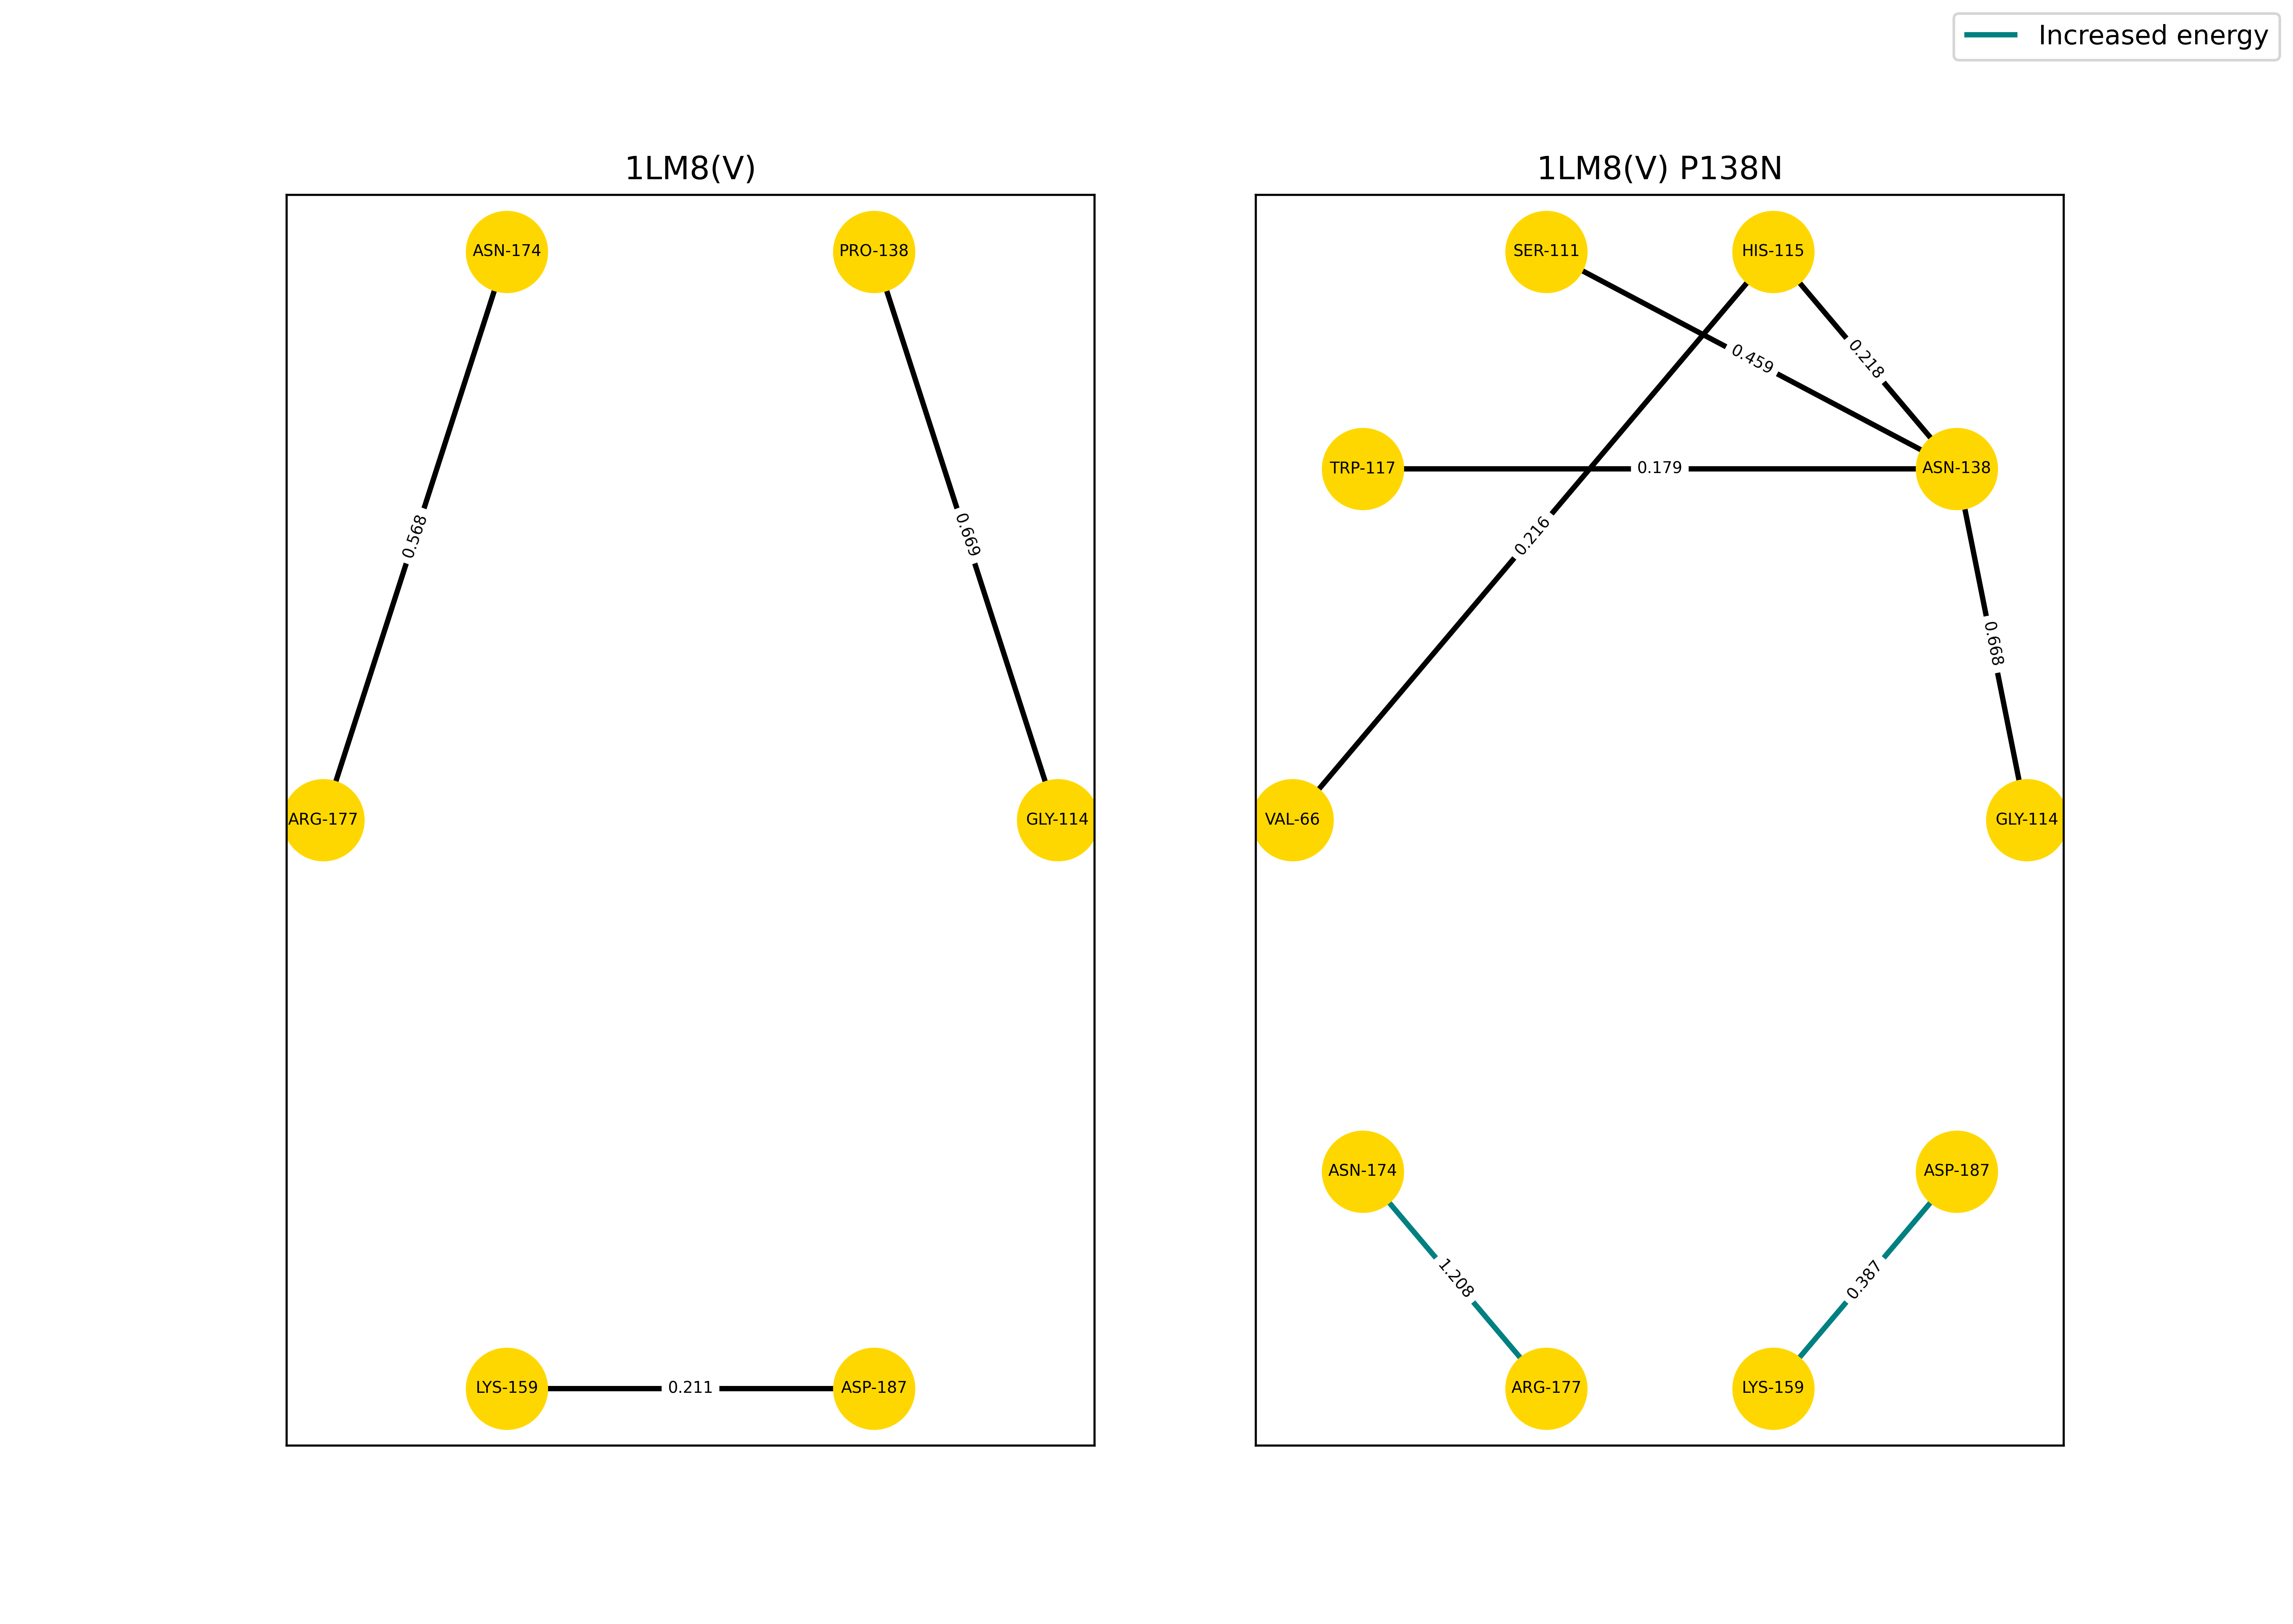 Increased energy
1LM8(V)
ASN-174
PRO-138
0.568
0.669
ARG-177
GLY-114
LYS-159
0.211
ASP-187
1LM8(V) P138N
SER-111
HIS-115
0.459
0.218
TRP-117
0.179
ASN-138
0.216
0.668
VAL-66
GLY-114
ASN-174
ASP-187
1.208
0.387
ARG-177
LYS-159